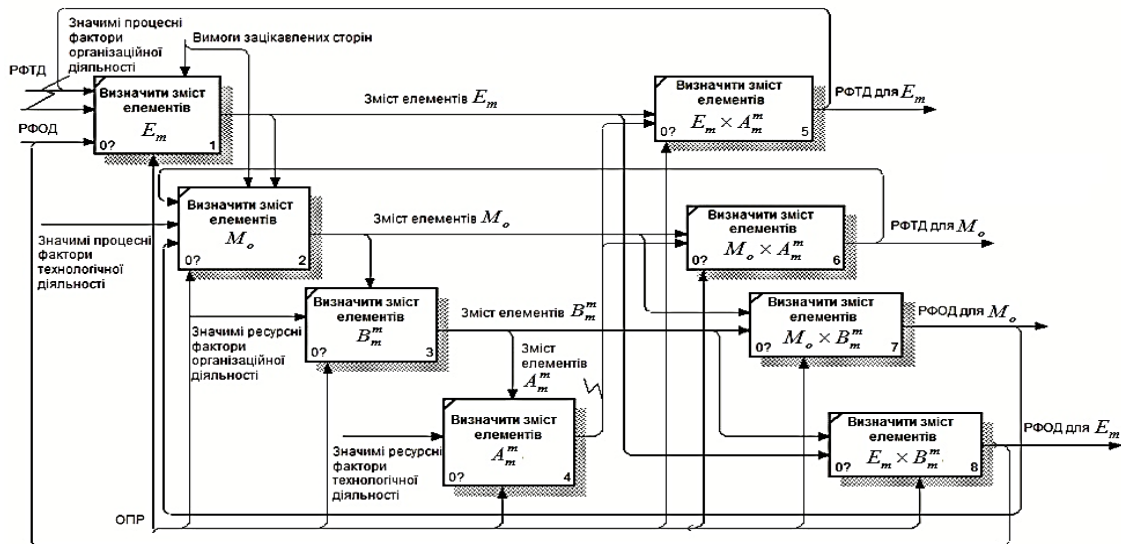 Значимі процесні
фактори
організаційної
діяльності
Вимоги зацікавлених сторін
РФТД
РФОД
Визначити зміст
елементів
E_m
0? 1
Зміст елементів E_m
Визначити зміст
елементів
E_m × A_m^m
0? 5
РФТД для E_m
Визначити зміст
елементів
M_o
0? 2
Значимі процесні
фактори
технологічної
діяльності
Зміст елементів M_o
Визначити зміст
елементів
M_o × A_m^m
0? 6
РФТД для M_o
Визначити зміст
елементів
B_m^m
0? 3
Значимі ресурсні
фактори
організаційної
діяльності
Зміст елементів B_m^m
Визначити зміст
елементів
M_o × B_m^m
0? 7
РФОД для M_o
Зміст
елементів
A_m^m
Визначити зміст
елементів
A_m^m
0? 4
Значимі ресурсні
фактори
технологічної
діяльності
Визначити зміст
елементів
E_m × B_m^m
0? 8
РФОД для E_m
ОПР